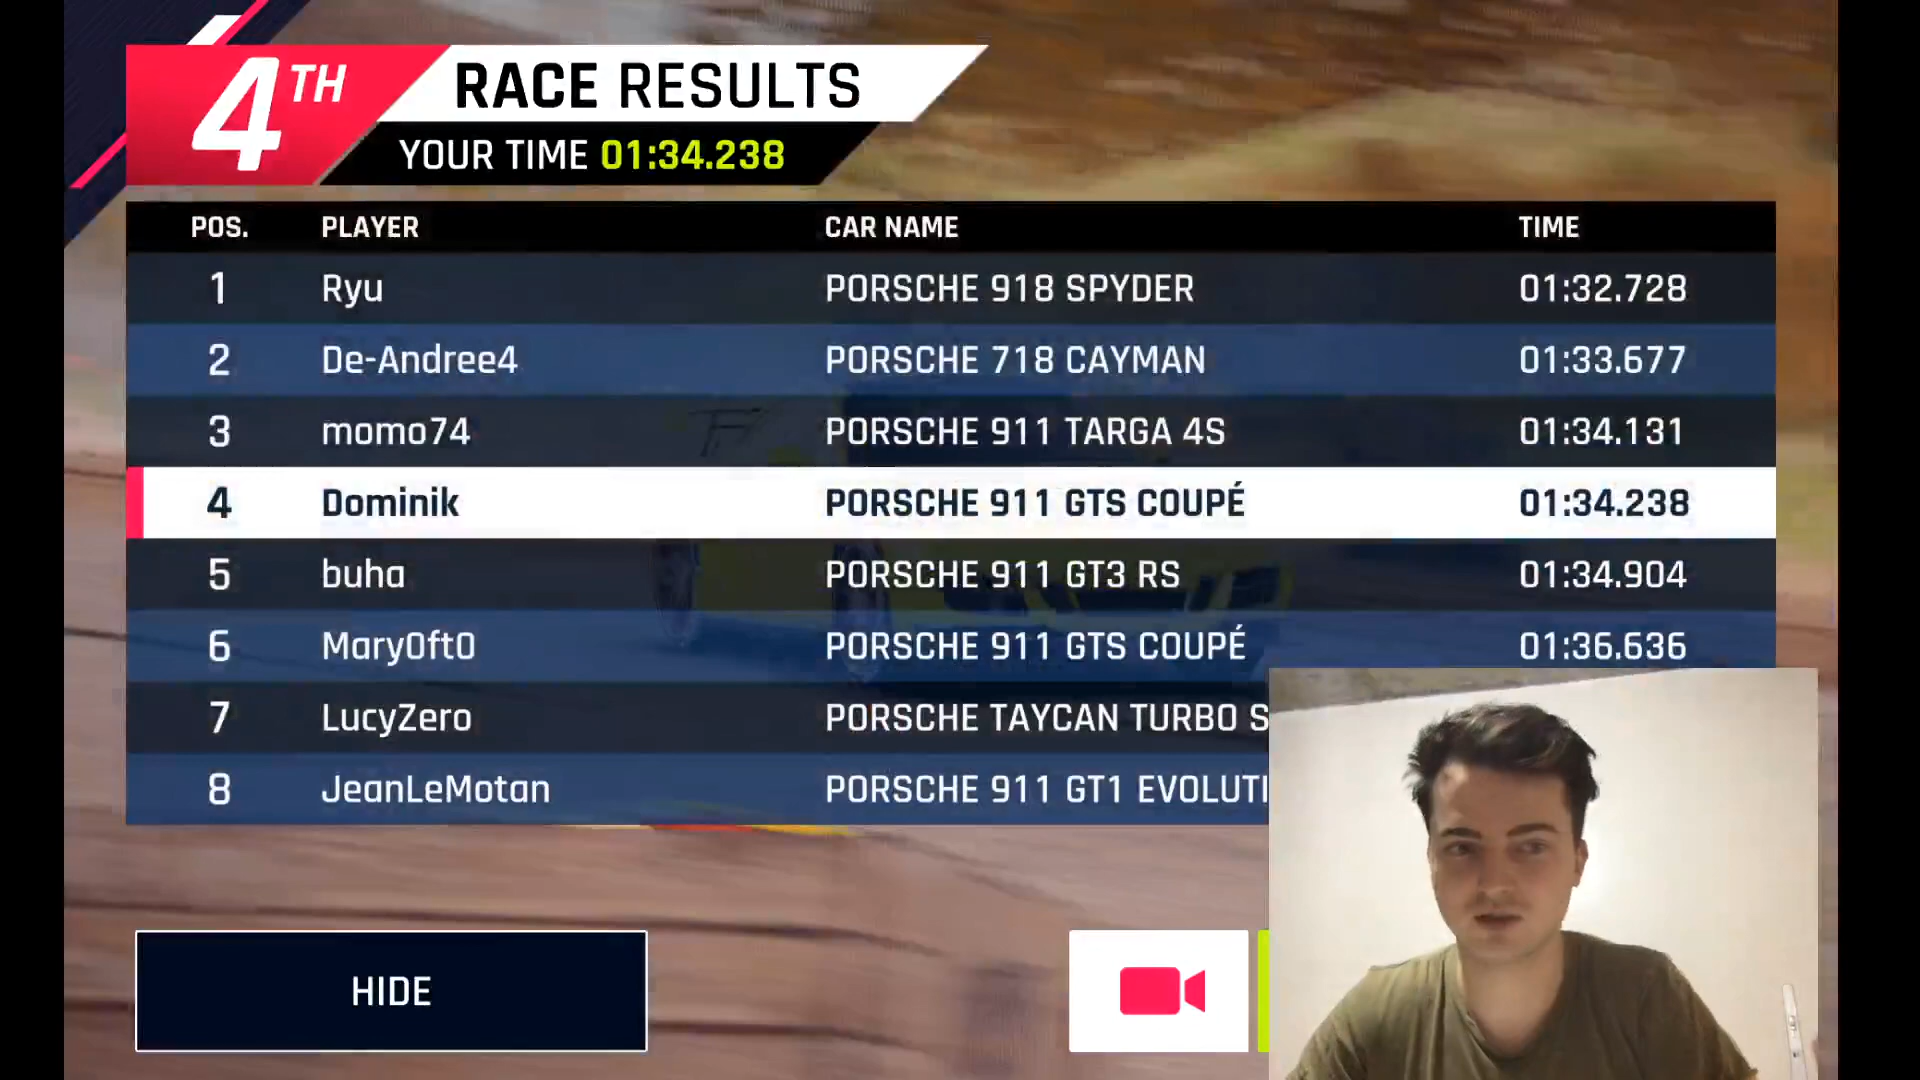 4TH
RACE RESULTS
YOUR TIME 01:34.238
POS. PLAYER CAR NAME TIME
1 Ryu PORSCHE 918 SPYDER 01:32.728
2 De-Andree4 PORSCHE 718 CAYMAN 01:33.677
3 momo74 PORSCHE 911 TARGA 4S 01:34.131
4 Dominik PORSCHE 911 GTS COUPÉ 01:34.238
5 buha PORSCHE 911 GT3 RS 01:34.904
6 Mary0ft0 PORSCHE 911 GTS COUPÉ 01:36.636
7 LucyZero PORSCHE TAYCAN TURBO S
8 JeanLeMotan PORSCHE 911 GT1 EVOLUTI
HIDE